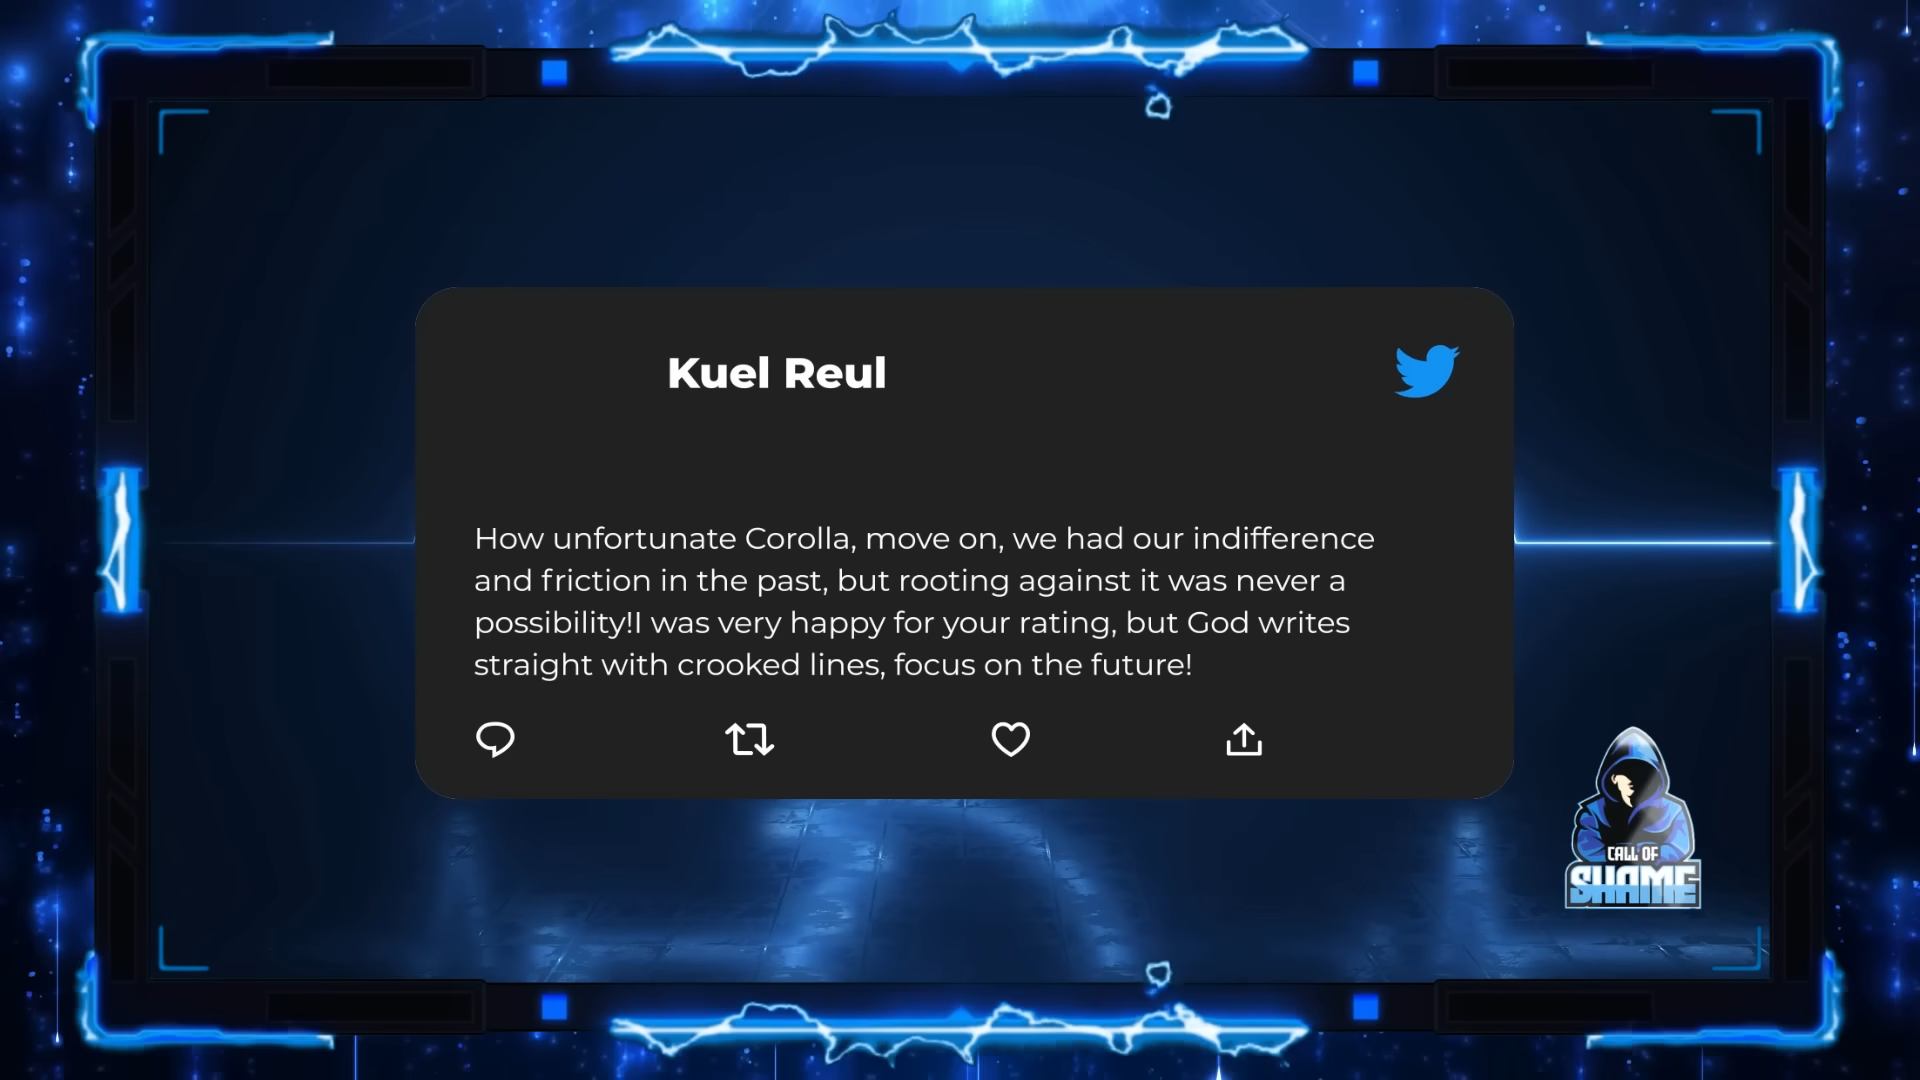 Kuel Reul
How unfortunate Corolla, move on, we had our indifference
and friction in the past, but rooting against it was never a
possibility!I was very happy for your rating, but God writes
straight with crooked lines, focus on the future!
CALL OF
SHAME